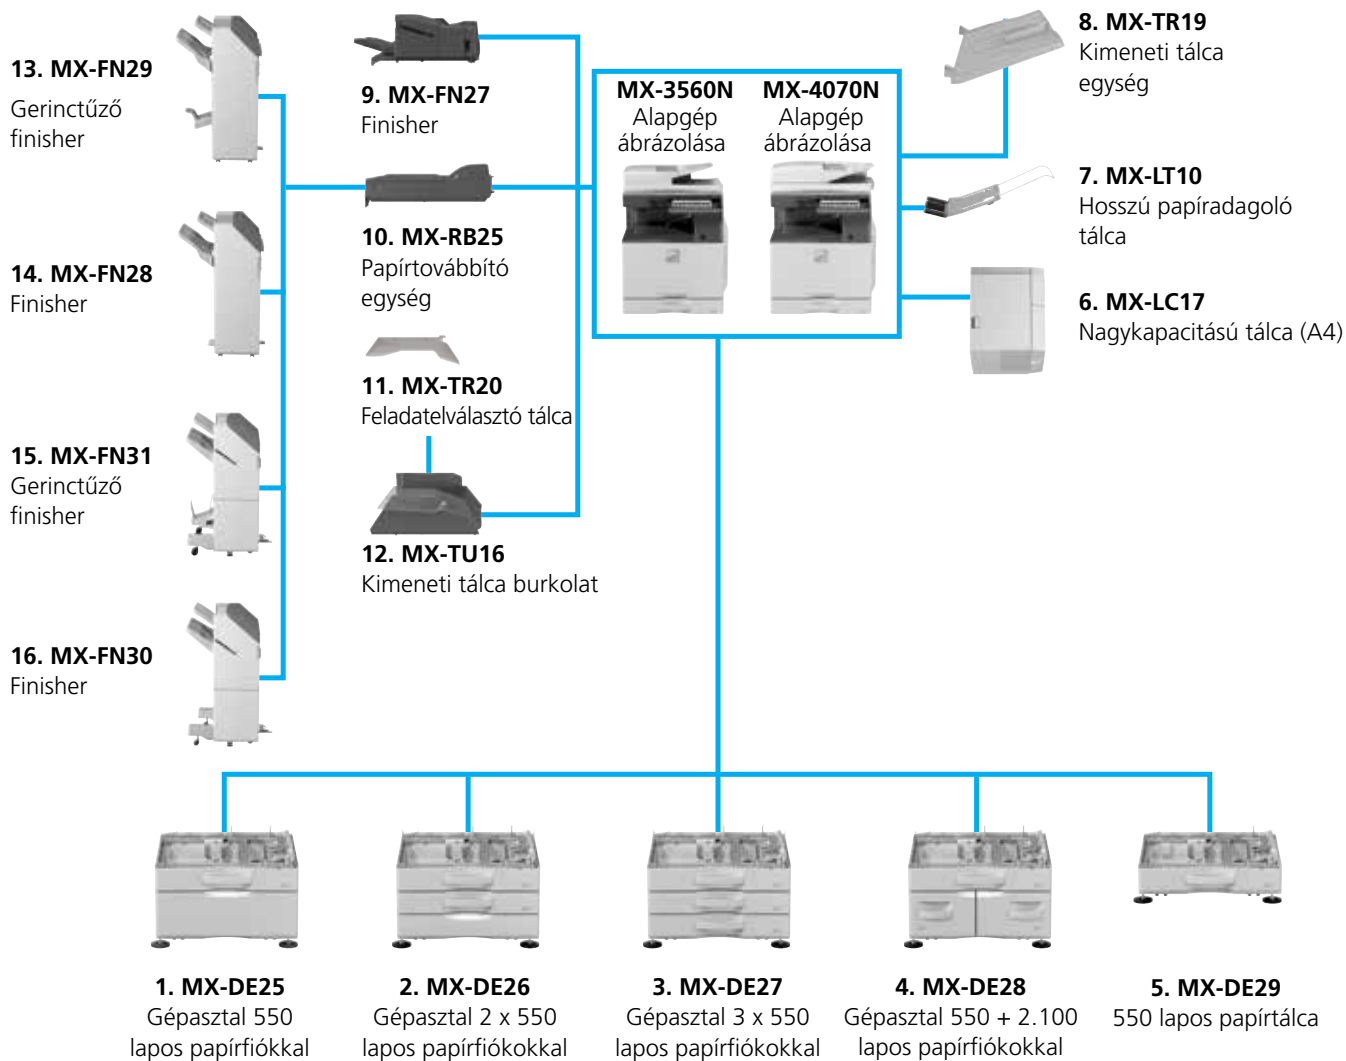 13. MX-FN29
Gerinctűző
finisher
14. MX-FN28
Finisher
15. MX-FN31
Gerinctűző
finisher
16. MX-FN30
Finisher
9. MX-FN27
Finisher
10. MX-RB25
Papírtovábbító
egység
11. MX-TR20
Feladatelválasztó tálca
12. MX-TU16
Kimeneti tálca burkolat
MX-3560N
Alapgép
ábrázolása
MX-4070N
Alapgép
ábrázolása
8. MX-TR19
Kimeneti tálca
egység
7. MX-LT10
Hosszú papíradagoló
tálca
6. MX-LC17
Nagykapacitású tálca (A4)
1. MX-DE25
Gépasztal 550
lapos papírfiókkal
2. MX-DE26
Gépasztal 2 x 550
lapos papírfiókokkal
3. MX-DE27
Gépasztal 3 x 550
lapos papírfiókokkal
4. MX-DE28
Gépasztal 550 + 2.100
lapos papírfiókokkal
5. MX-DE29
550 lapos papírtálca